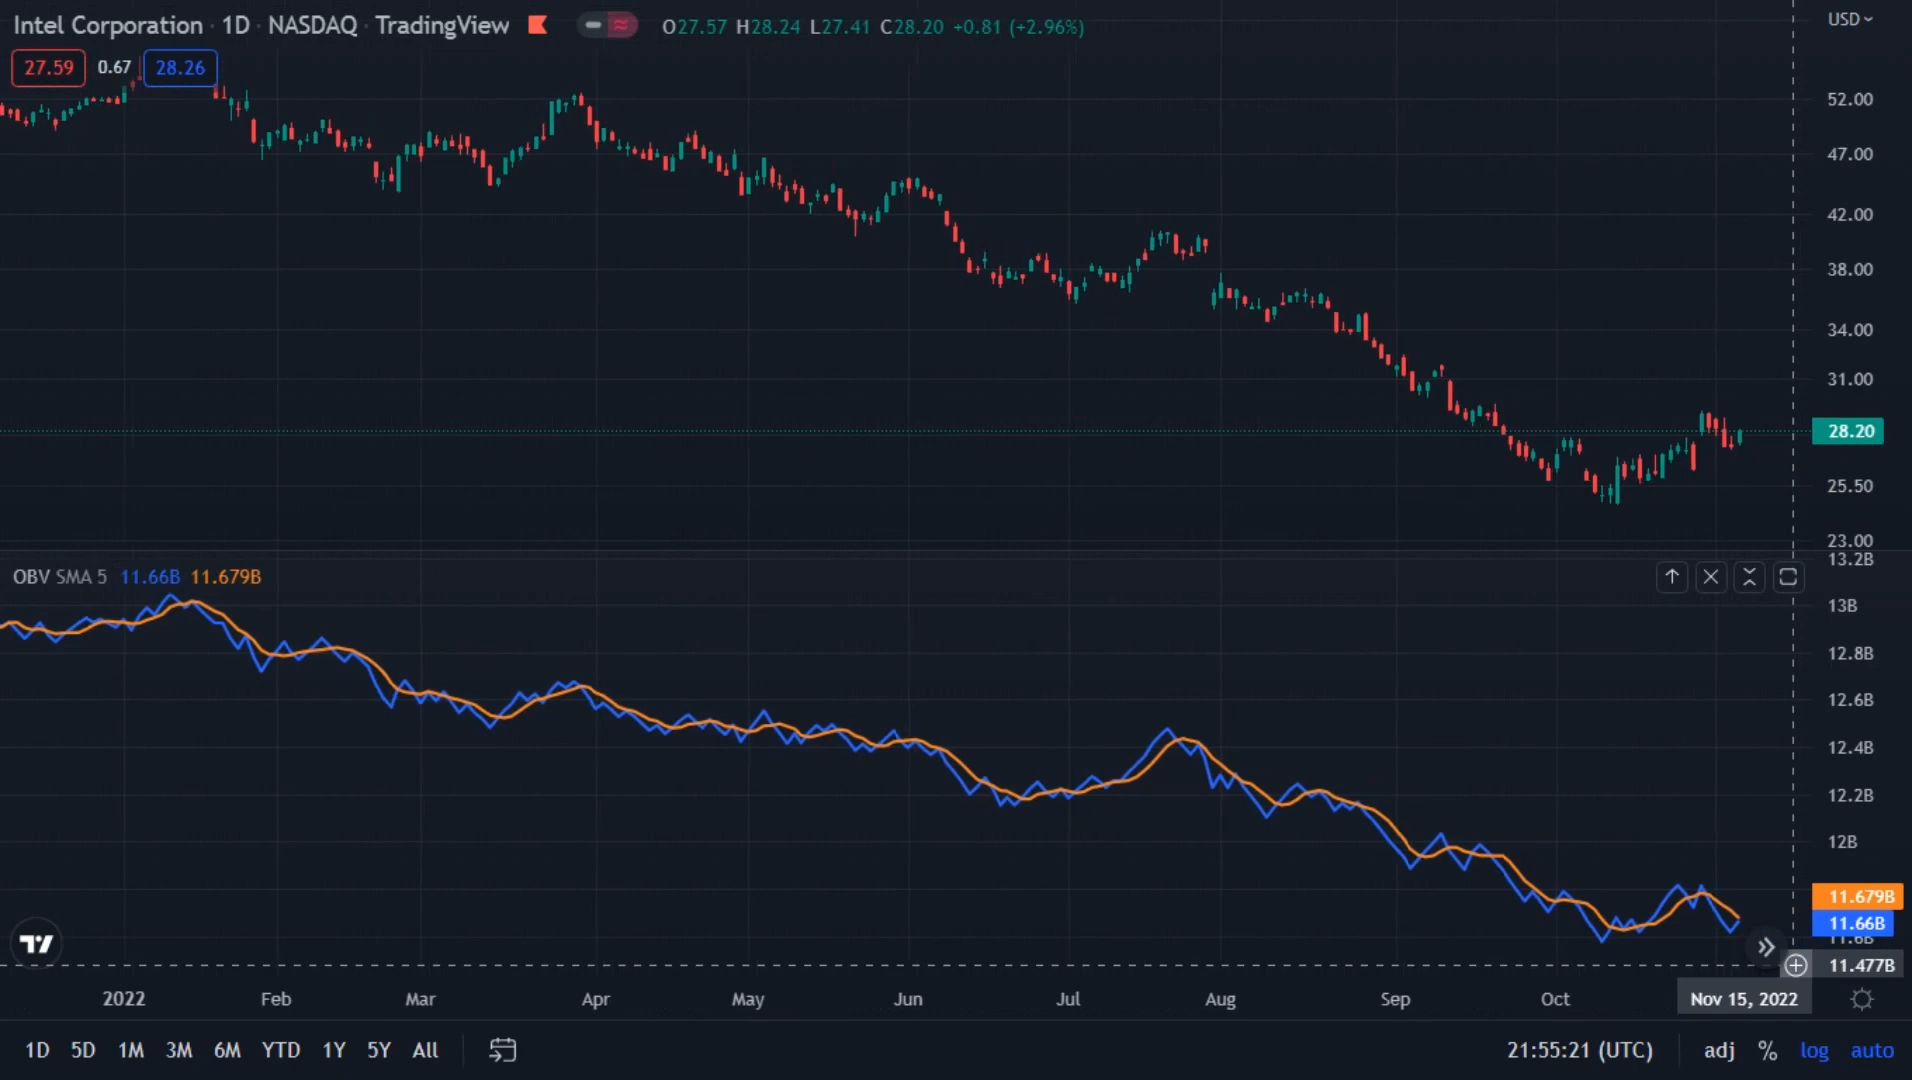 Intel Corporation · 1D · NASDAQ · TradingView O27.57 H28.24 L27.41 C28.20 +0.81 (+2.96%) USD
27.59 0.67 28.26
52.00
47.00
42.00
38.00
34.00
31.00
28.20
25.50
23.00
13.2B
OBV SMA 5 11.66B 11.679B
13B
12.8B
12.6B
12.4B
12.2B
12B
11.679B
11.66B
11.6B
11.477B
2022 Feb Mar Apr May Jun Jul Aug Sep Oct Nov 15, 2022
1D 5D 1M 3M 6M YTD 1Y 5Y All 21:55:21 (UTC) adj % log auto